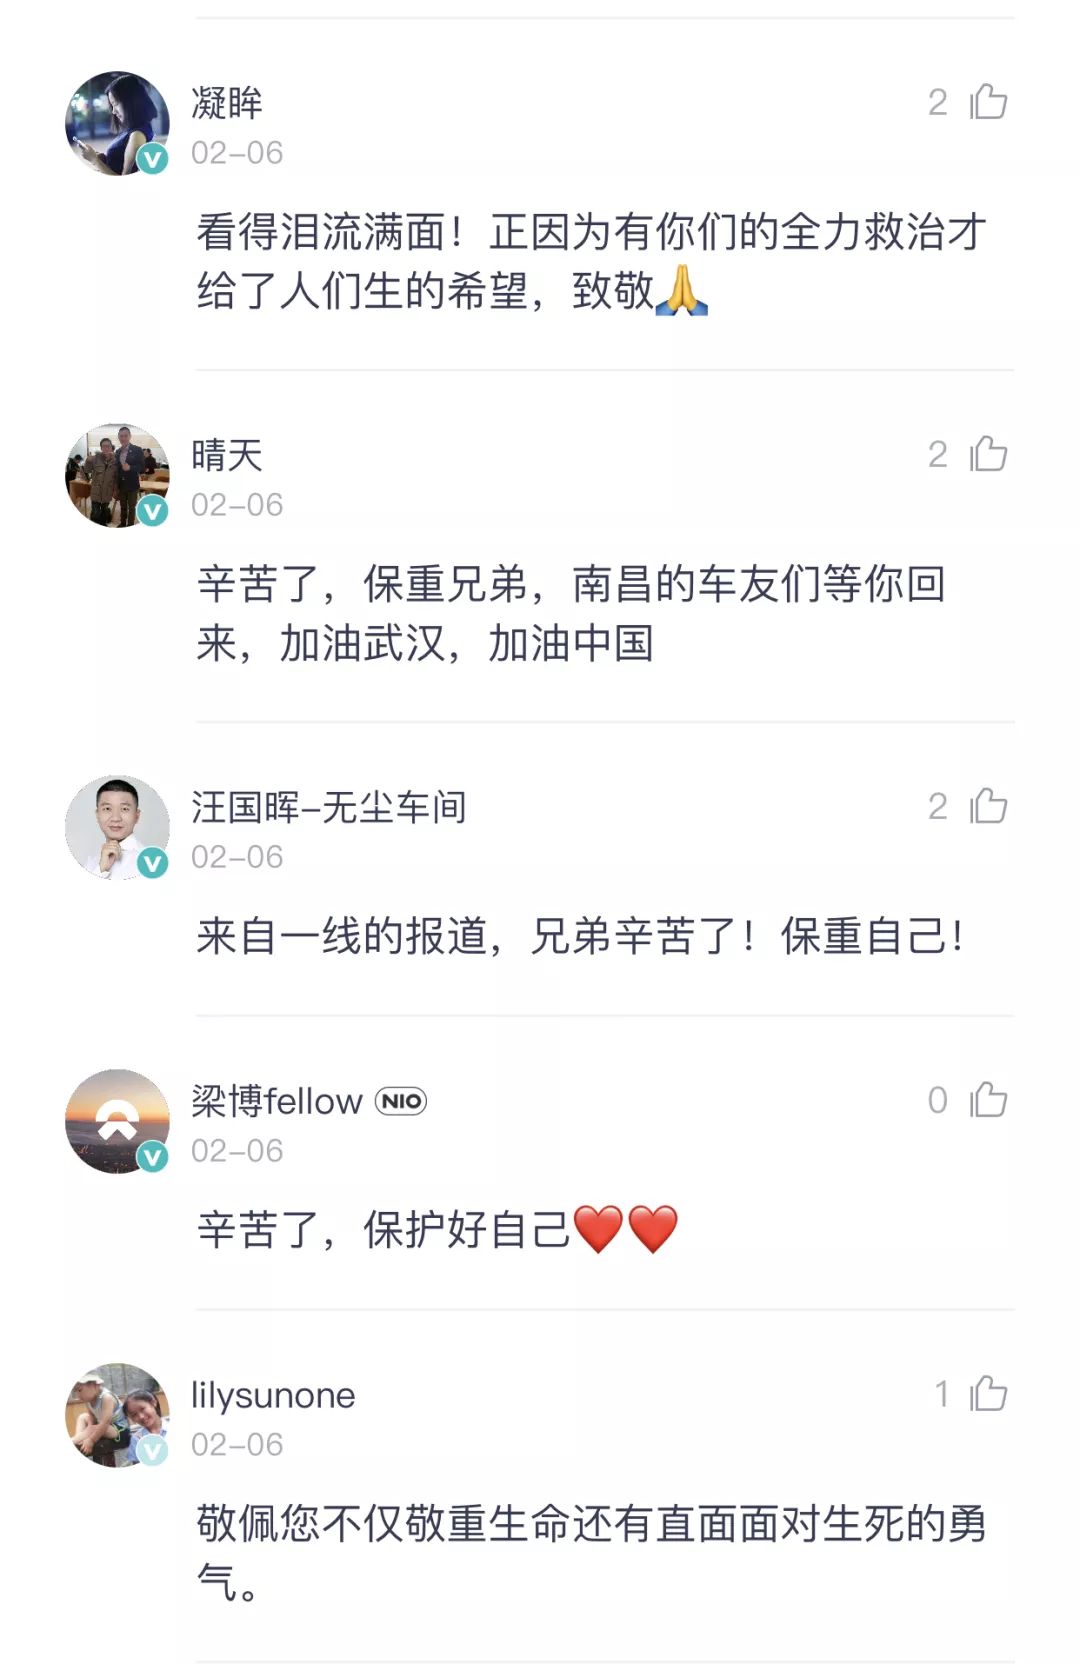 凝眸
2
02-06
看得泪流满面！正因为有你们的全力救治才
给了人们生的希望，致敬🙏
晴天
2
02-06
辛苦了，保重兄弟，南昌的车友们等你回
来，加油武汉，加油中国
汪国晖-无尘车间
2
02-06
来自一线的报道，兄弟辛苦了！保重自己！
梁博fellow NIO
0
02-06
辛苦了，保护好自己❤️❤️
lilysunone
1
02-06
敬佩您不仅敬重生命还有直面面对生死的勇
气。